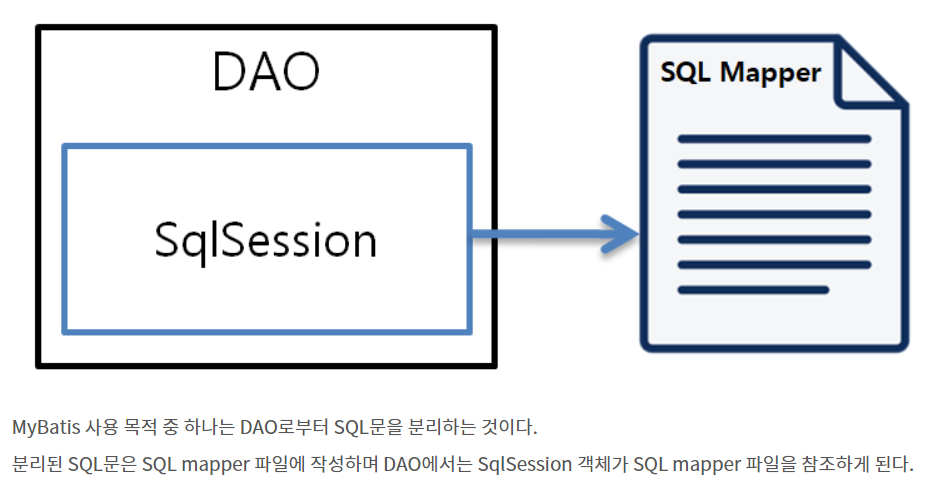 DAO
SQL Mapper
SqlSession
MyBatis 사용 목적 중 하나는 DAO로부터 SQL문을 분리하는 것이다.
분리된 SQL문은 SQL mapper 파일에 작성하며 DAO에서는 SqlSession 객체가 SQL mapper 파일을 참조하게 된다.